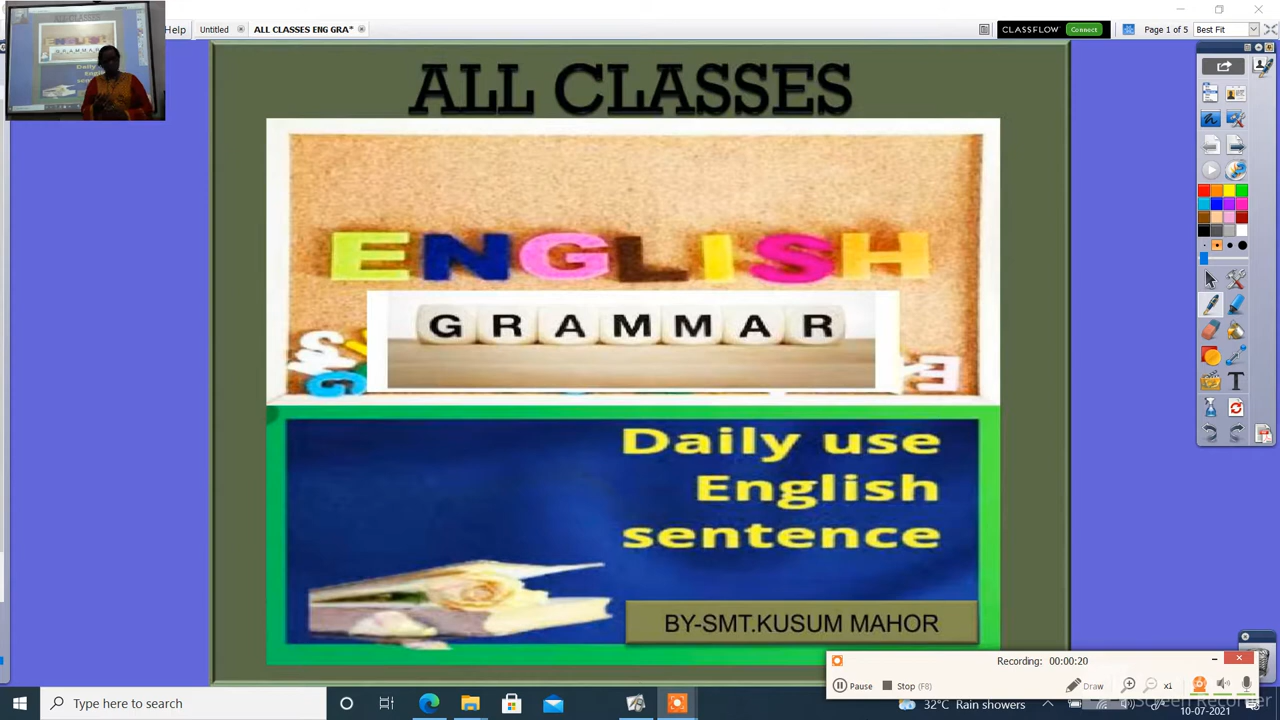 Help
Untitled
ALL CLASSES ENG GRA*
CLASSFLOW
Connect
Page 1 of 5
Best Fit
ALL CLASSES
ENGLISH
GRAMMAR
Daily use
English
sentence
BY-SMT.KUSUM MAHOR
Recording: 00:00:20
Pause
Stop (F8)
Draw
x1
Type here to search
32°C Rain showers
10-07-2021